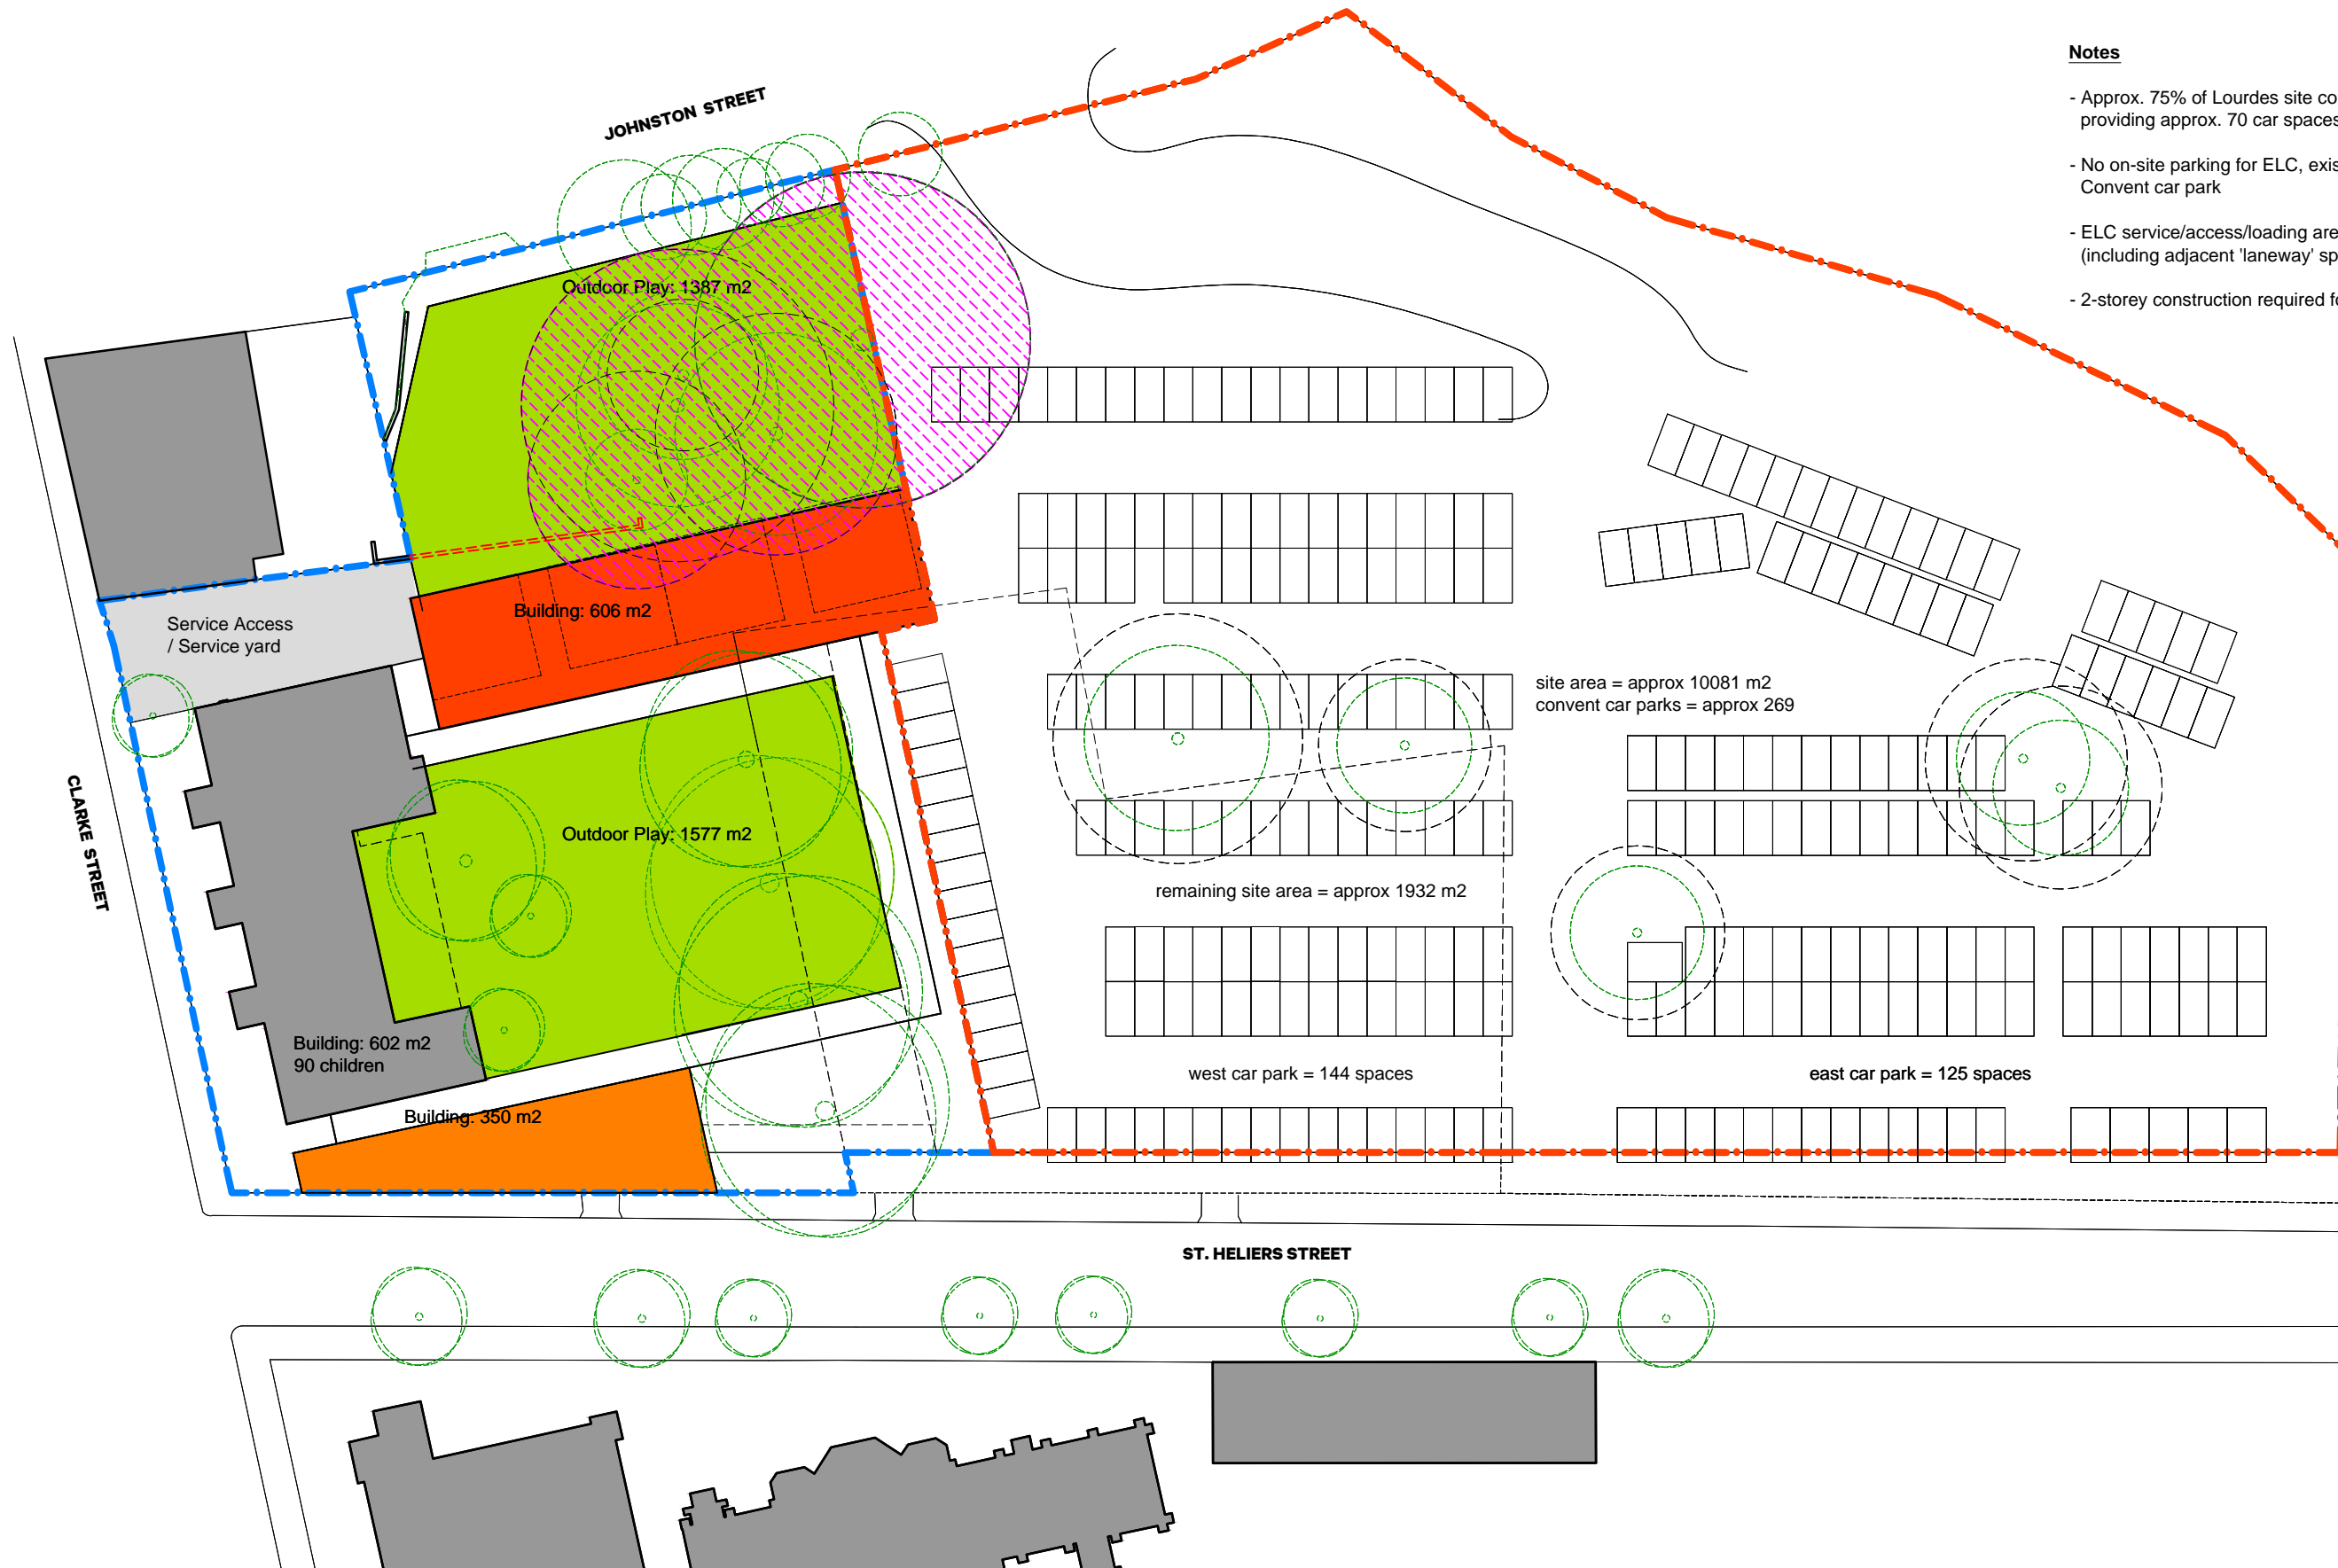 JOHNSTON STREET
Notes
- Approx. 75% of Lourdes site co
providing approx. 70 car spaces
- No on-site parking for ELC, exis
Convent car park
- ELC service/access/loading are
(including adjacent 'laneway' sp
- 2-storey construction required fo
Outdoor Play: 1387 m2
Building: 606 m2
Service Access
/ Service yard
site area = approx 10081 m2
convent car parks = approx 269
CLARKE STREET
Outdoor Play: 1577 m2
remaining site area = approx 1932 m2
Building: 602 m2
90 children
west car park = 144 spaces
east car park = 125 spaces
Building: 350 m2
ST. HELIERS STREET